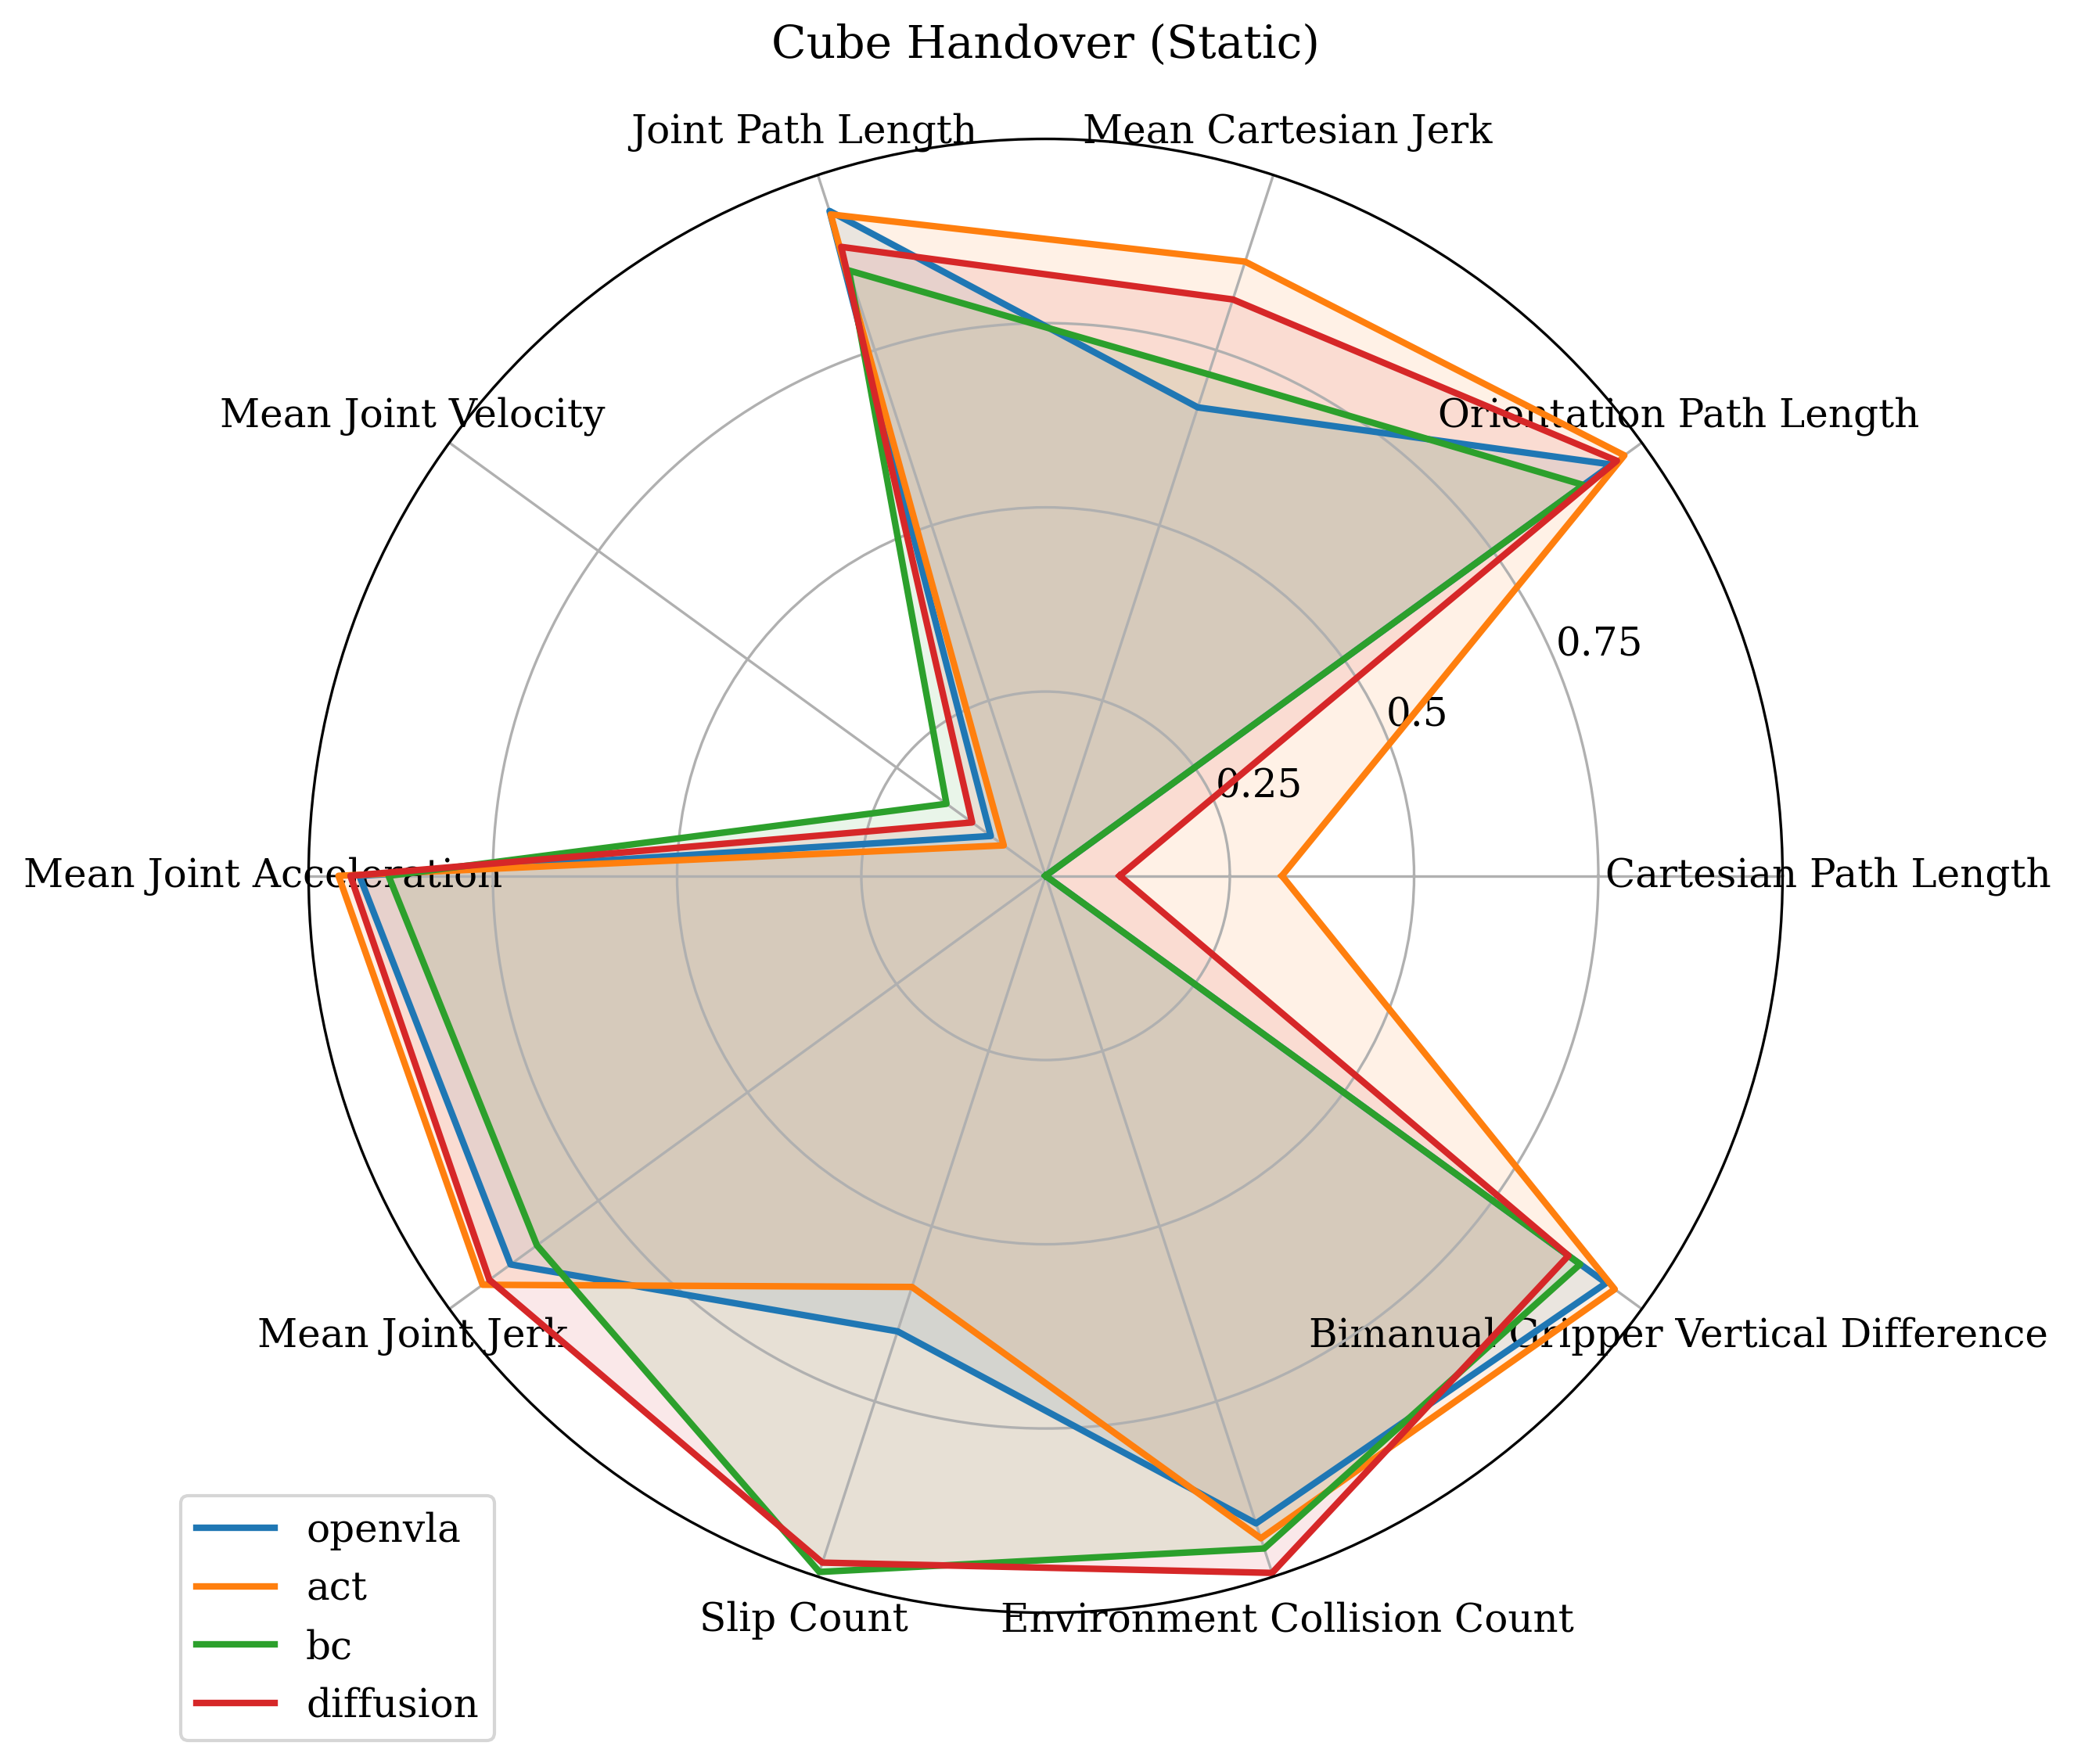 Cube Handover (Static)
Joint Path Length
Mean Cartesian Jerk
Mean Joint Velocity
Orientation Path Length
0.75
0.5
0.25
Mean Joint Acceleration
Cartesian Path Length
Mean Joint Jerk
Bimanual Gripper Vertical Difference
Slip Count
Environment Collision Count
openvla
act
bc
diffusion